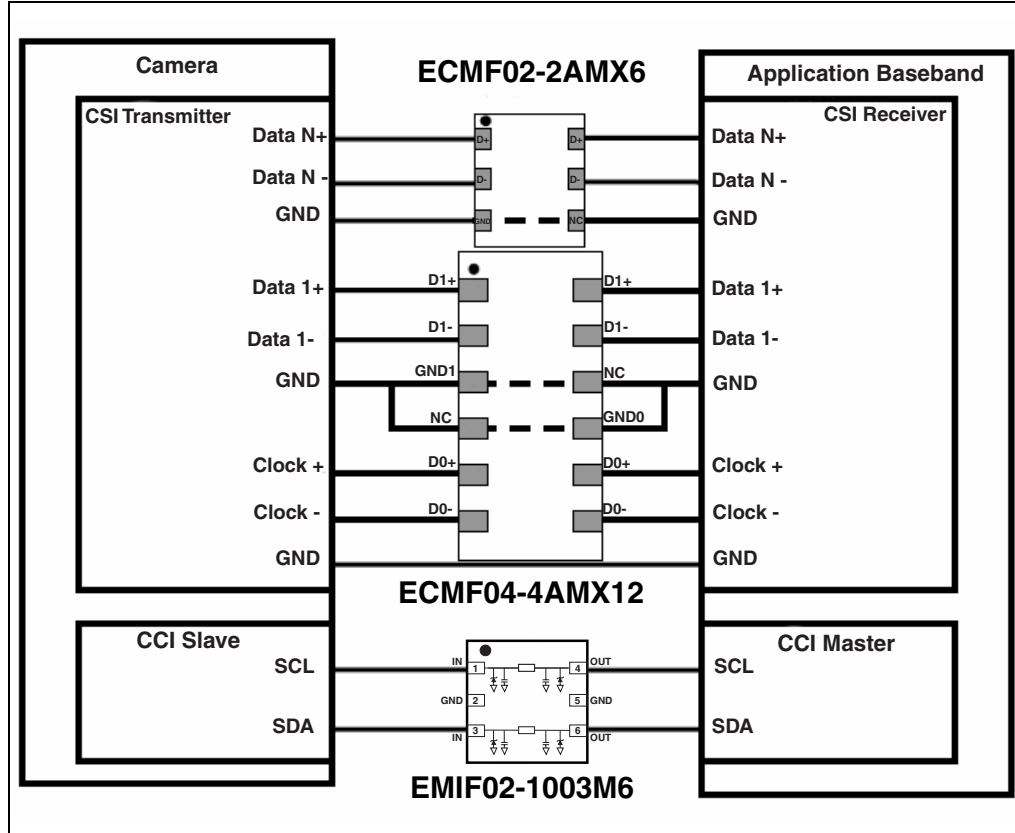 Camera
ECMF02-2AMX6
Application Baseband
CSI Transmitter
CSI Receiver
Data N+
D+
D+
Data N+
Data N -
D-
D-
Data N -
GND
GND
NC
GND
Data 1+
D1+
D1+
Data 1+
Data 1-
D1-
D1-
Data 1-
GND
GND1
NC
GND
NC
GND0
Clock +
D0+
D0+
Clock +
Clock -
D0-
D0-
Clock -
GND
GND
ECMF04-4AMX12
CCI Slave
CCI Master
SCL
IN
1
4
OUT
SCL
GND
2
5
GND
SDA
IN
3
6
OUT
SDA
EMIF02-1003M6